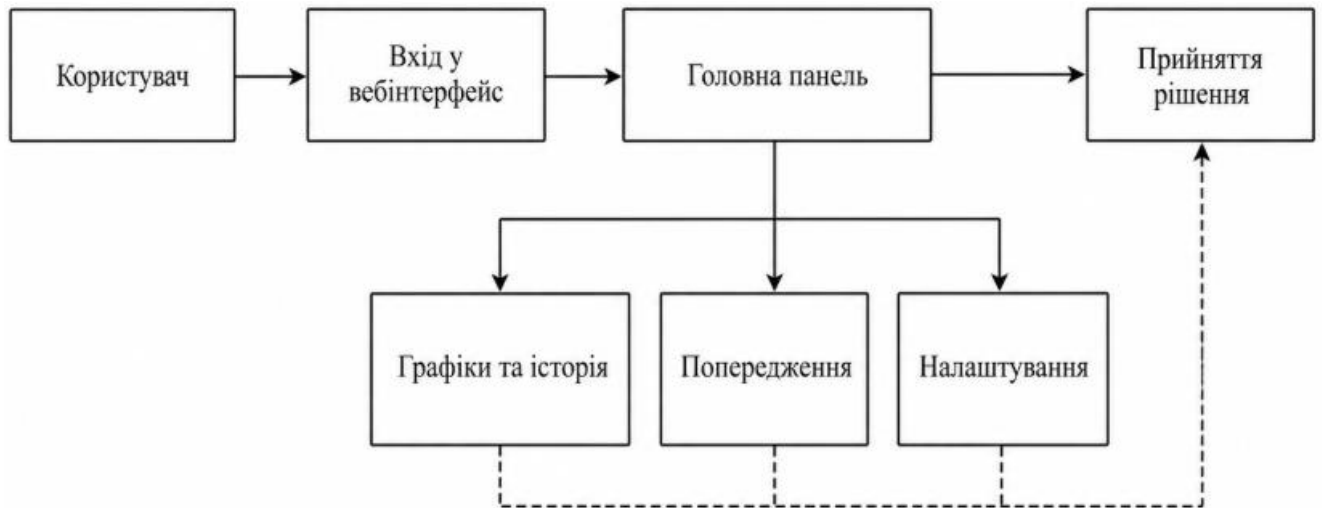 Користувач
Вхід у
вебінтерфейс
Головна панель
Прийняття
рішення
Графіки та історія
Попередження
Налаштування